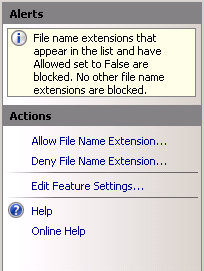 Alerts
File name extensions that
appear in the list and have
Allowed set to False are
blocked. No other file name
extensions are blocked.
Actions
Allow File Name Extension...
Deny File Name Extension...
Edit Feature Settings...
Help
Online Help